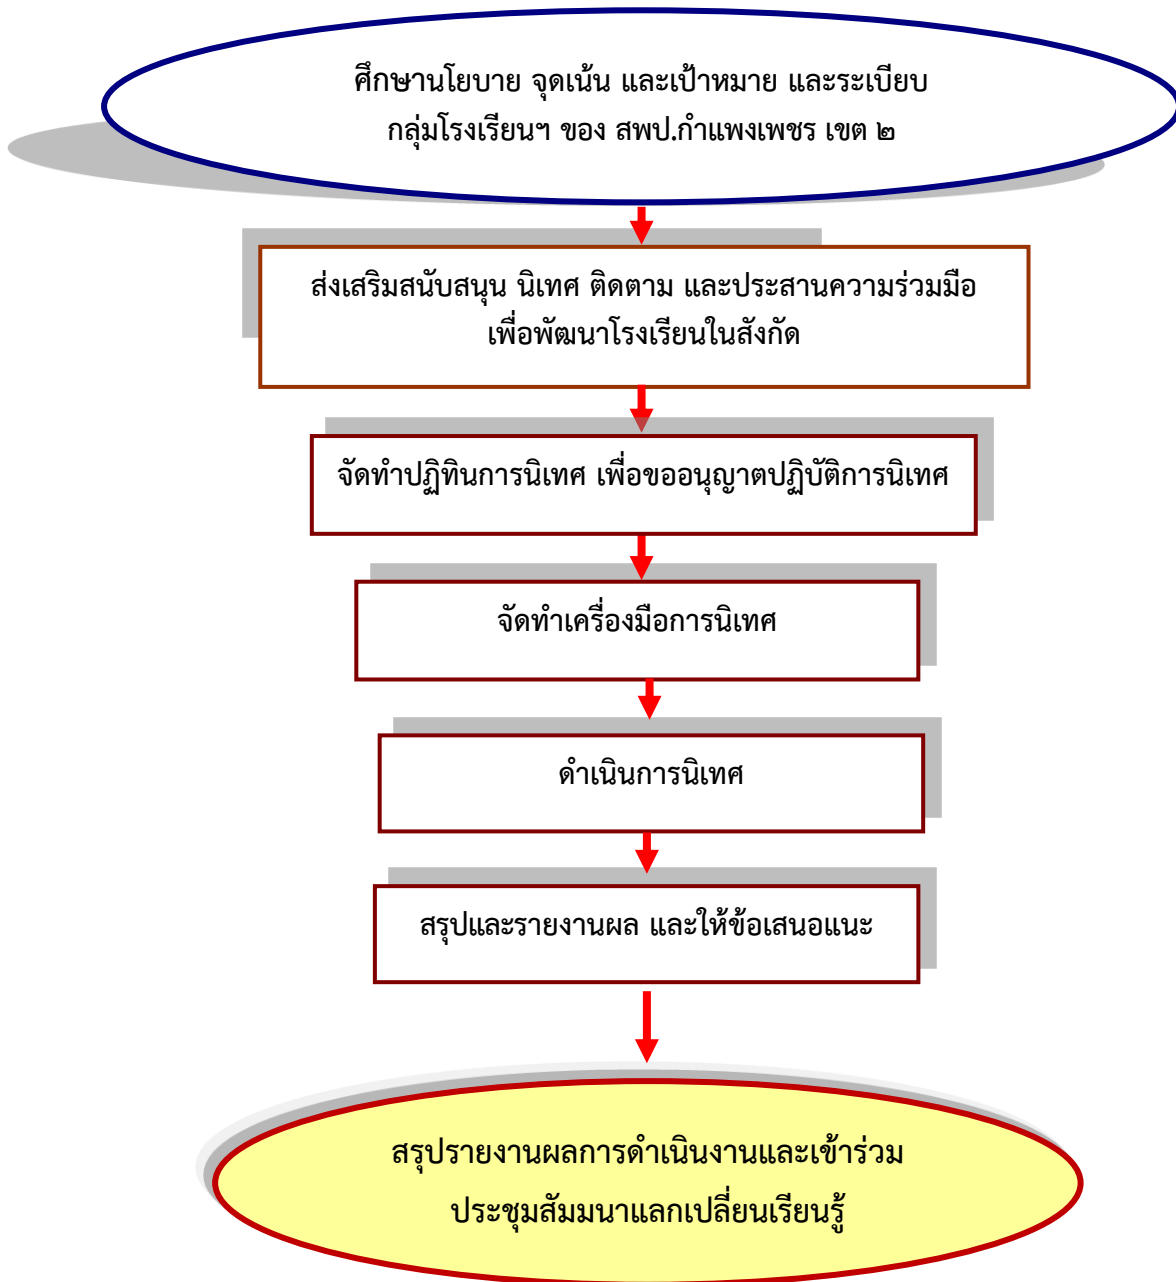 ศึกษานโยบาย จุดเน้น และเป้าหมาย และระเบียบ
กลุ่มโรงเรียนฯ ของ สพป.กำแพงเพชร เขต ๒
ส่งเสริมสนับสนุน นิเทศ ติดตาม และประสานความร่วมมือ
เพื่อพัฒนาโรงเรียนในสังกัด
จัดทำปฏิทินการนิเทศ เพื่อขออนุญาตปฏิบัติการนิเทศ
จัดทำเครื่องมือการนิเทศ
ดำเนินการนิเทศ
สรุปและรายงานผล และให้ข้อเสนอแนะ
สรุปรายงานผลการดำเนินงานและเข้าร่วม
ประชุมสัมมนาแลกเปลี่ยนเรียนรู้